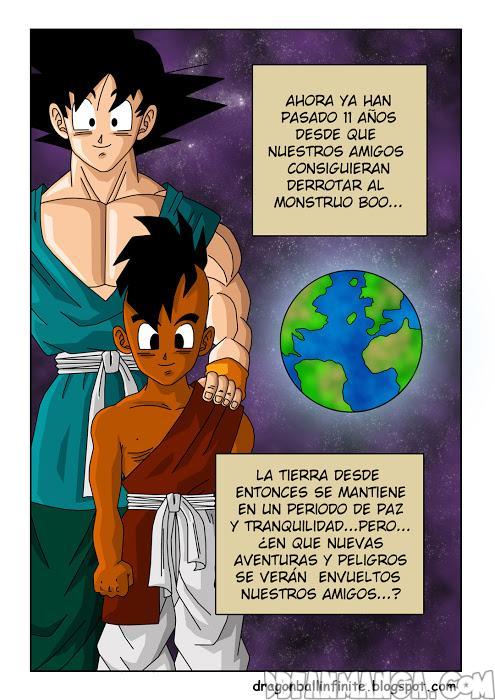 AHORA YA HAN
PASADO 11 AÑOS
DESDE QUE
NUESTROS AMIGOS
CONSIGUIERAN
DERROTAR AL
MONSTRUO BOO...
LA TIERRA DESDE
ENTONCES SE MANTIENE
EN UN PERIODO DE PAZ
Y TRANQUILIDAD...PERO...
¿EN QUE NUEVAS
AVENTURAS Y PELIGROS
SE VERÁN ENVUELTOS
NUESTROS AMIGOS...?
DBFANMANGA.COM
dragonballinfinite.blogspot.com